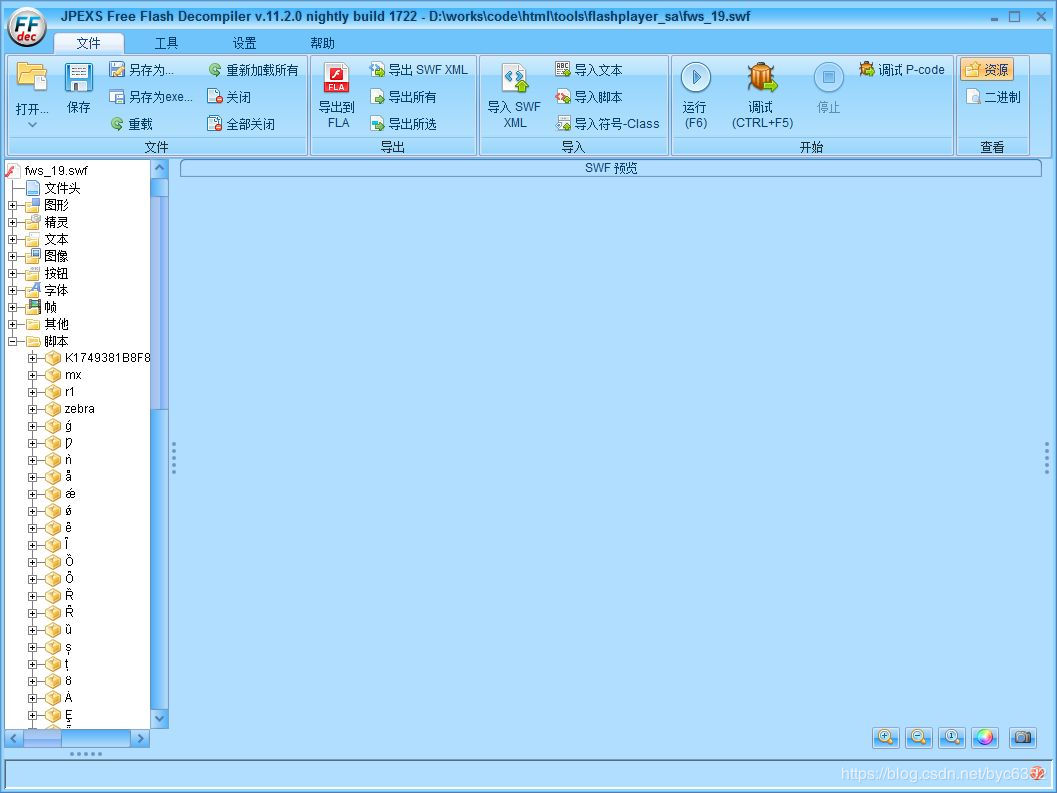 FF dec
JPEXS Free Flash Decompiler v.11.2.0 nightly build 1722 - D:\works\code\html\tools\flashplayer_sa\fws_19.swf
文件 工具 设置 帮助
打开...
保存
另存为...
另存为exe...
重载
重新加载所有
关闭
全部关闭
文件
FLA
导出到
FLA
导出 SWF XML
导出所有
导出所选
导出
导入 SWF
XML
导入文本
导入脚本
导入符号-Class
导入
运行
(F6)
调试
(CTRL+F5)
停止
调试 P-code
开始
资源
二进制
查看
fws_19.swf
文件头
图形
精灵
文本
图像
按钮
字体
帧
其他
脚本
K1749381B8F8
mx
r1
zebra
ǵ
ǹ
å
ǽ
ȩ
SWF 预览
https://blog.csdn.net/byc6352